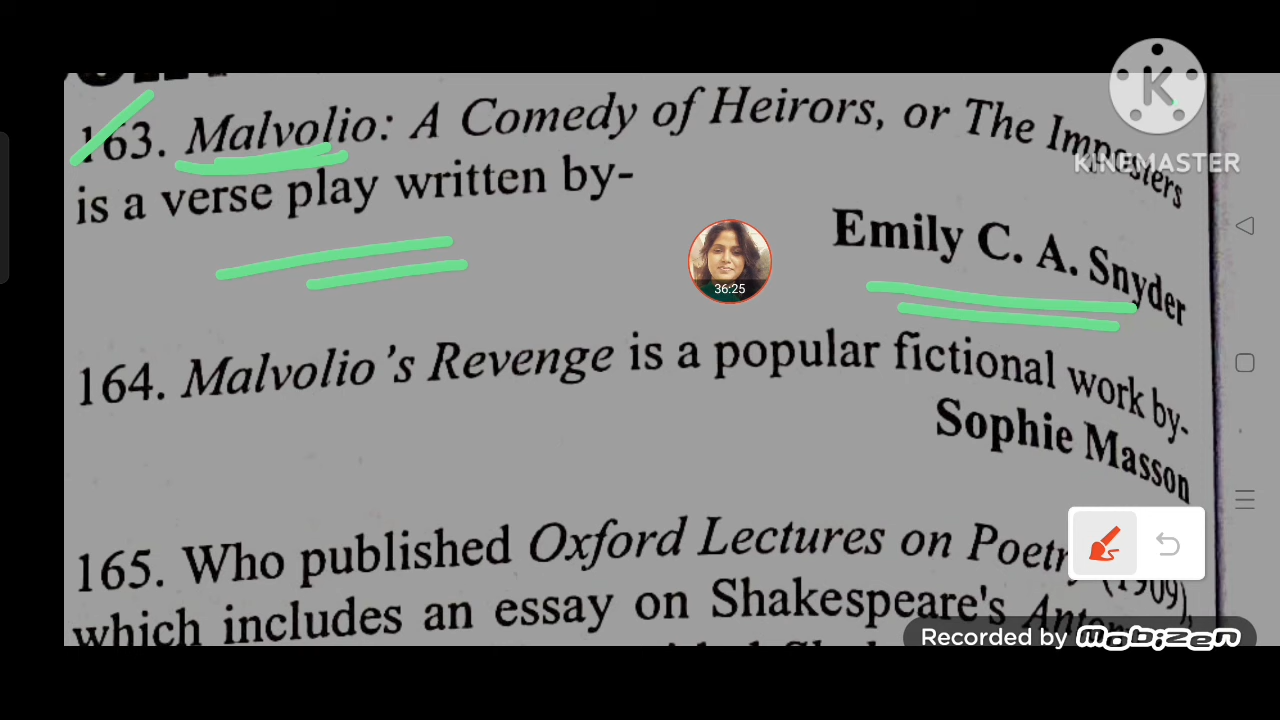 163. Malvolio: A Comedy of Heirors, or The Imposters
is a verse play written by-
Emily C. A. Snyder
164. Malvolio's Revenge is a popular fictional work by-
Sophie Masson
165. Who published Oxford Lectures on Poetry (1909),
which includes an essay on Shakespeare's
K
KINEMASTER
36:25
Recorded by MOBIZEN